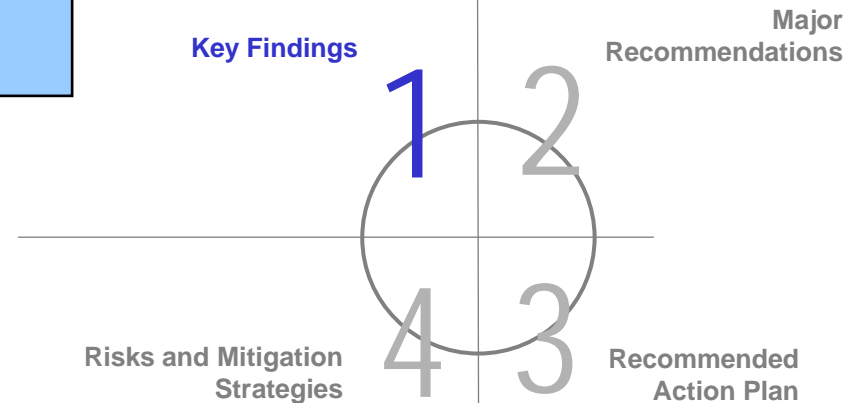 Key Findings
1
Major
Recommendations
2
Risks and Mitigation
Strategies
4
3
Recommended
Action Plan